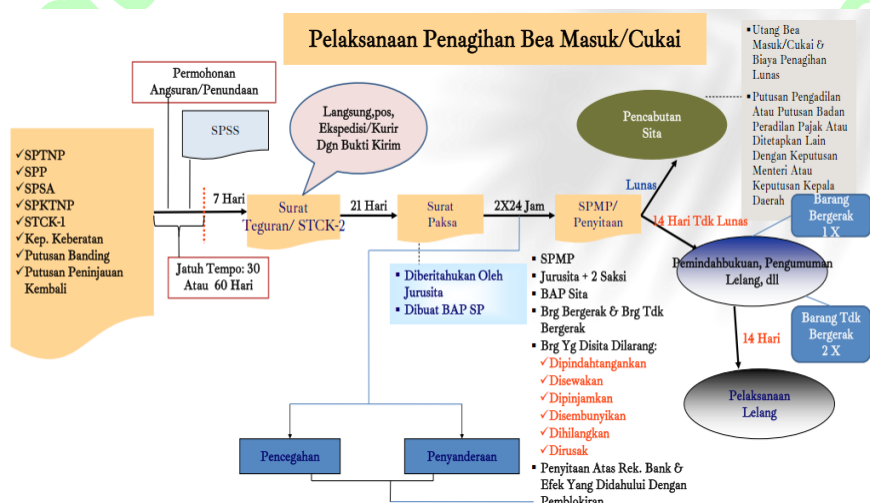 Pelaksanaan Penagihan Bea Masuk/Cukai
Permohonan
Angsuran/Penundaan
SPSS
Langsung,pos,
Ekspedisi/Kurir
Dgn Bukti Kirim
✓SPTNP
✓SPP
✓SPSA
✓SPKTNP
✓STCK-1
✓Kep. Keberatan
✓Putusan Banding
✓Putusan Peninjauan
Kembali
7 Hari
Jatuh Tempo: 30
Atau 60 Hari
Surat
Teguran/ STCK-2
21 Hari
Surat
Paksa
2X24 Jam
SPMP/
Penyitaan
▪ Diberitahukan Oleh
Jurusita
▪ Dibuat BAP SP
Pencegahan
Penyanderaan
▪ SPMP
▪ Jurusita + 2 Saksi
▪ BAP Sita
▪ Brg Bergerak & Brg Tdk
Bergerak
▪ Brg Yg Disita Dilarang:
✓Dipindahtangankan
✓Disewakan
✓Dipinjamkan
✓Disembunyikan
✓Dihilangkan
✓Dirusak
▪ Penyitaan Atas Rek. Bank &
Efek Yang Didahului Dengan
Pemblokiran
Lunas
Pencabutan
Sita
▪ Utang Bea
Masuk/Cukai &
Biaya Penagihan
Lunas
▪ Putusan Pengadilan
Atau Putusan Badan
Peradilan Pajak Atau
Ditetapkan Lain
Dengan Keputusan
Menteri Atau
Keputusan Kepala
Daerah
14 Hari Tdk Lunas
Pemindahbukuan, Pengumuman
Lelang, dll
Barang
Bergerak
1 X
Barang Tdk
Bergerak
2 X
14 Hari
Pelaksanaan
Lelang